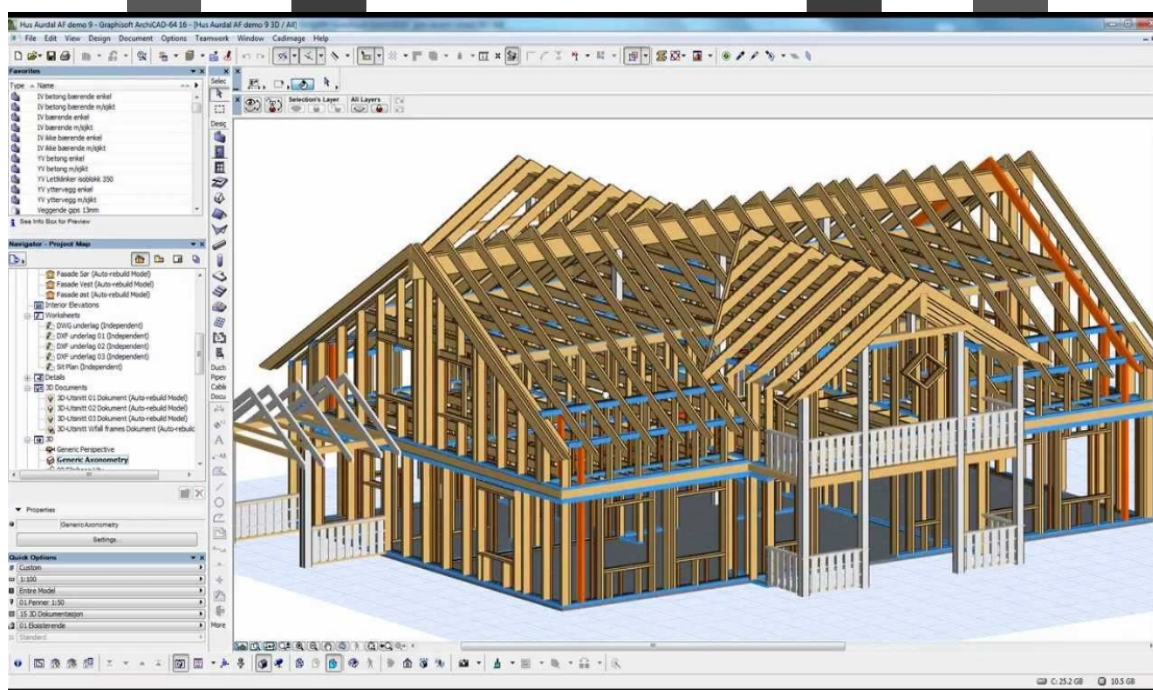 Hus Aurdal AF demo 9 - Graphisoft ArchiCAD-64 16 - [Hus Aurdal AF demo 9 3D / All]
File Edit View Design Document Options Teamwork Window Cadimage Help
Favorites
Type Name
IV betong bærende enkel
IV betong bærende m/sjikt
IV bærende enkel
IV bærende m/sjikt
IV ikke bærende enkel
IV ikke bærende m/sjikt
YV betong enkel
YV betong m/sjikt
YV Lettklinker isoblokk 350
YV yttervegg enkel
YV yttervegg m/sjikt
Veggende gips 13mm
See Info Box for Preview
Selec
Selection's Layer All Layers
Desig
Navigator - Project Map
Fasade Sør (Auto-rebuild Model)
Fasade Vest (Auto-rebuild Model)
Fasade øst (Auto-rebuild Model)
Interior Elevations
Worksheets
DWG underlag (Independent)
DXF underlag 01 (Independent)
DXF underlag 02 (Independent)
DXF underlag 03 (Independent)
Sit Plan (Independent)
Details
3D Documents
3D-Utsnitt 01 Dokument (Auto-rebuild Model)
3D-Utsnitt 02 Dokument (Auto-rebuild Model)
3D-Utsnitt 03 Dokument (Auto-rebuild Model)
3D-Utsnitt Wfall frames Dokument (Auto-rebuilc
3D
Generic Perspective
Generic Axonometry
Duch
Pipev
Cabli
Docu
More
Properties
Generic Axonometry
Settings...
Quick Options
Custom
1:100
Entire Model
01 Penner 1:50
15 3D Dokumentasjon
01 Eksisterende
Standard
C: 25.2 GB 10.5 GB